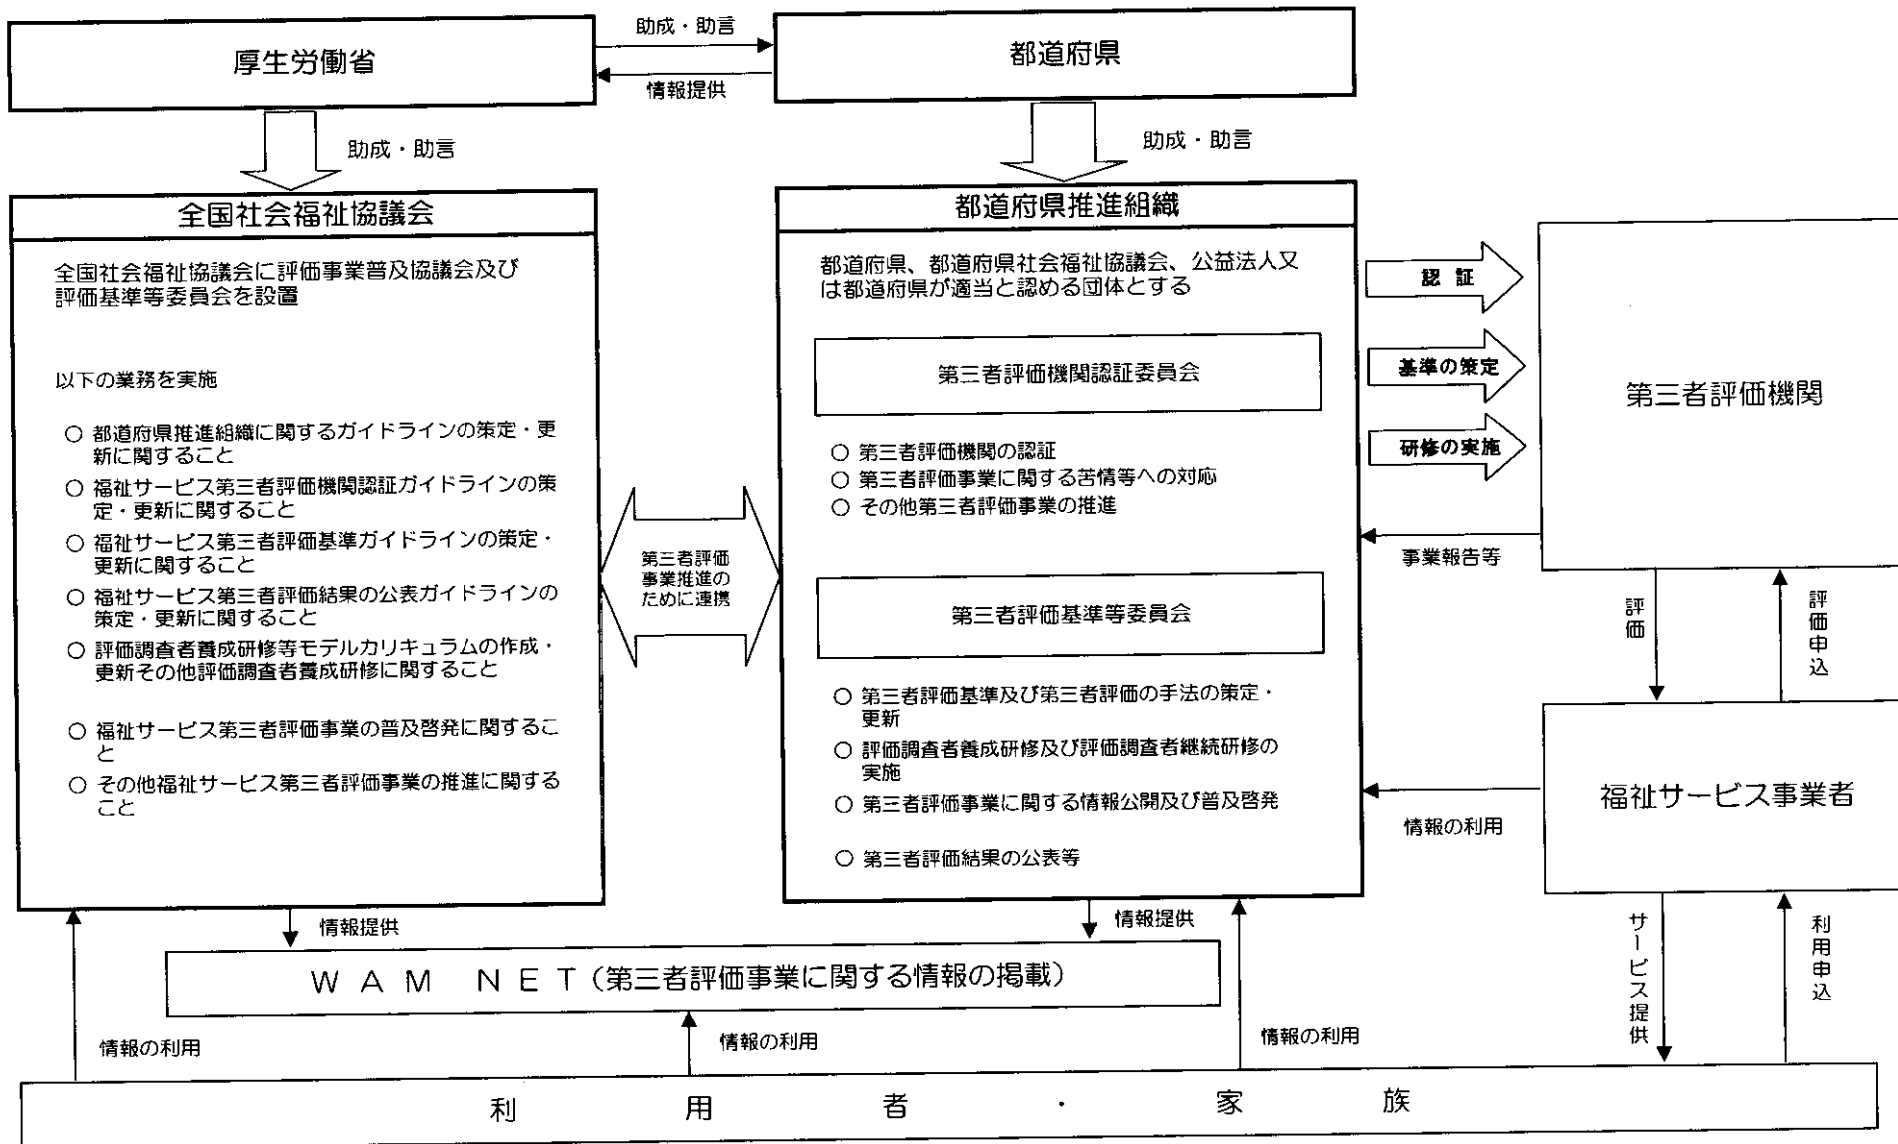 厚生労働省
助成・助言
情報提供
都道府県
助成・助言
助成・助言
全国社会福祉協議会
全国社会福祉協議会に評価事業普及協議会及び
評価基準等委員会を設置
以下の業務を実施
○ 都道府県推進組織に関するガイドラインの策定・更
新に関すること
○ 福祉サービス第三者評価機関認証ガイドラインの策
定・更新に関すること
○ 福祉サービス第三者評価基準ガイドラインの策定・
更新に関すること
○ 福祉サービス第三者評価結果の公表ガイドラインの
策定・更新に関すること
○ 評価調査者養成研修等モデルカリキュラムの作成・
更新その他評価調査者養成研修に関すること
○ 福祉サービス第三者評価事業の普及啓発に関するこ
と
○ その他福祉サービス第三者評価事業の推進に関する
こと
第三者評価
事業推進の
ために連携
都道府県推進組織
都道府県、都道府県社会福祉協議会、公益法人又
は都道府県が適当と認める団体とする
第三者評価機関認証委員会
○ 第三者評価機関の認証
○ 第三者評価事業に関する苦情等への対応
○ その他第三者評価事業の推進
第三者評価基準等委員会
○ 第三者評価基準及び第三者評価の手法の策定・
更新
○ 評価調査者養成研修及び評価調査者継続研修の
実施
○ 第三者評価事業に関する情報公開及び普及啓発
○ 第三者評価結果の公表等
認 証
基準の策定
研修の実施
第三者評価機関
事業報告等
評価
評価申込
福祉サービス事業者
情報の利用
サービス提供
利用申込
情報提供
情報提供
WAM NET(第三者評価事業に関する情報の掲載)
情報の利用
情報の利用
情報の利用
利用者・家族